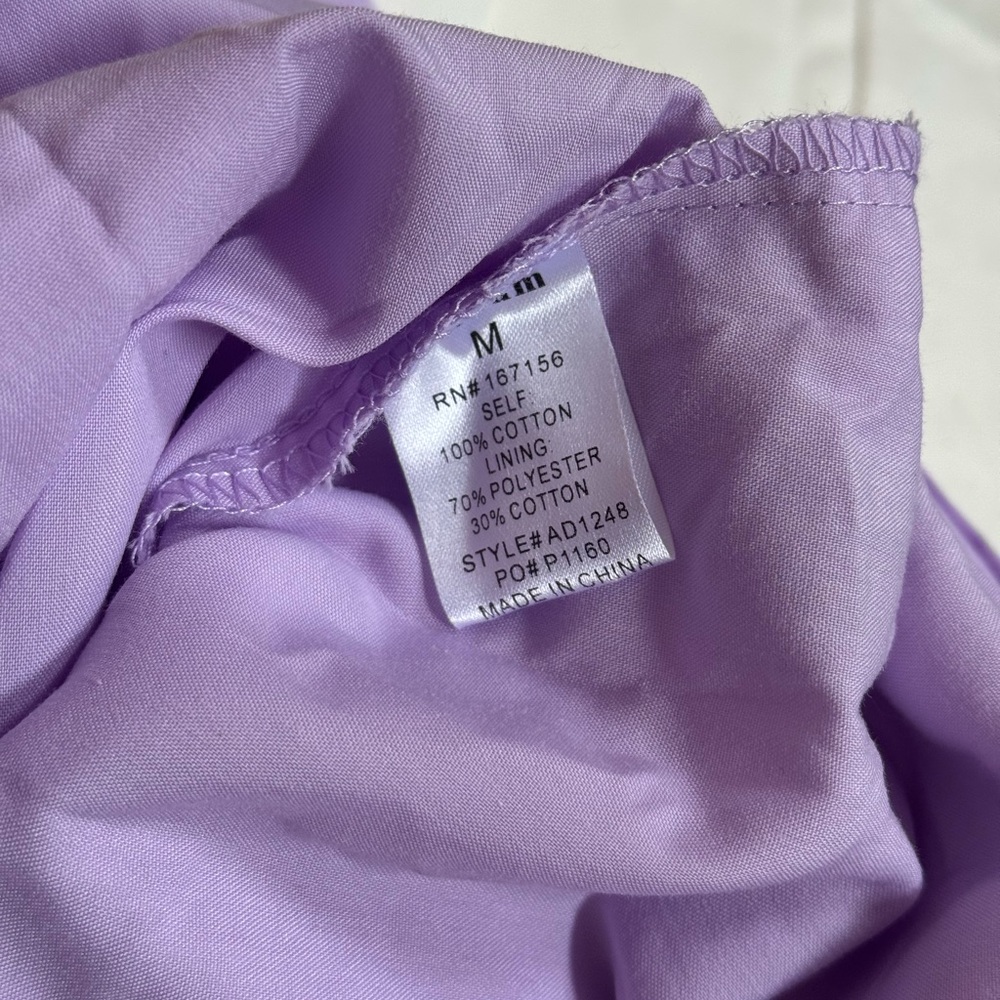 M
RN#167156
SELF:
100% COTTON
LINING:
70% POLYESTER
30% COTTON
STYLE# AD1248
PO# P1160
MADE IN CHINA